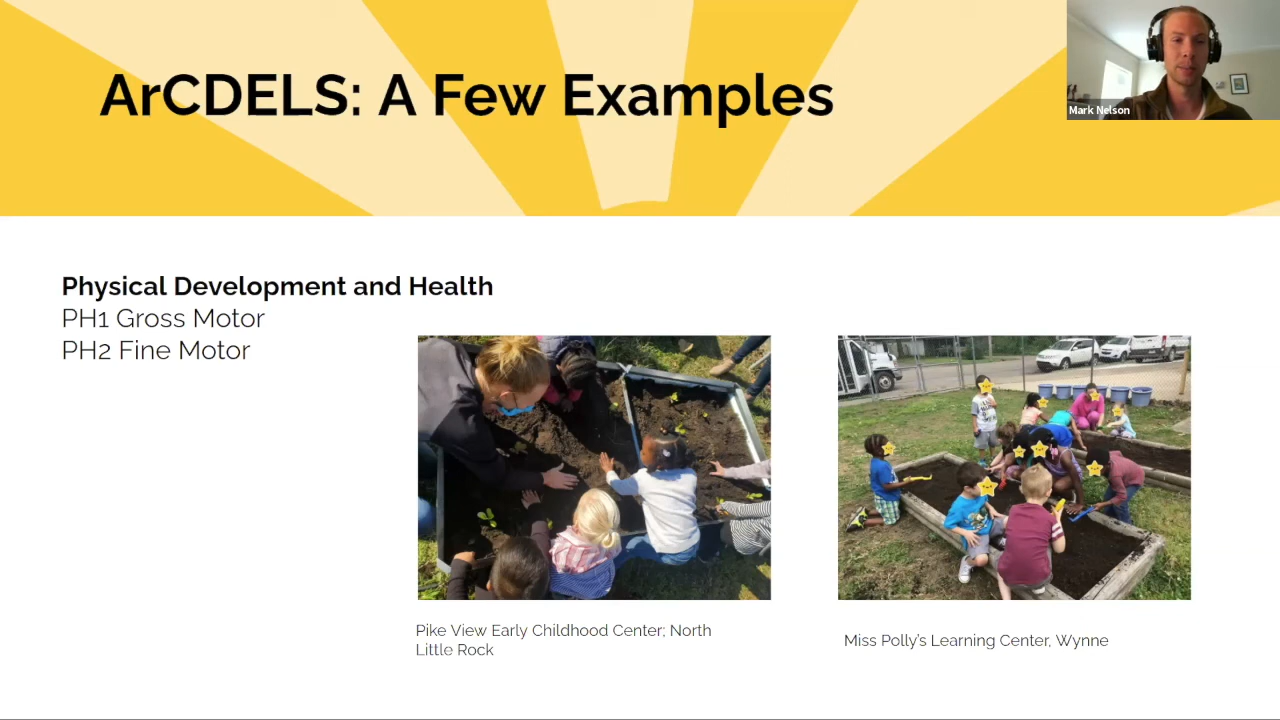 ArCDELS: A Few Examples
Mark Nelson
Physical Development and Health
PH1 Gross Motor
PH2 Fine Motor
Pike View Early Childhood Center; North
Little Rock
Miss Polly's Learning Center, Wynne